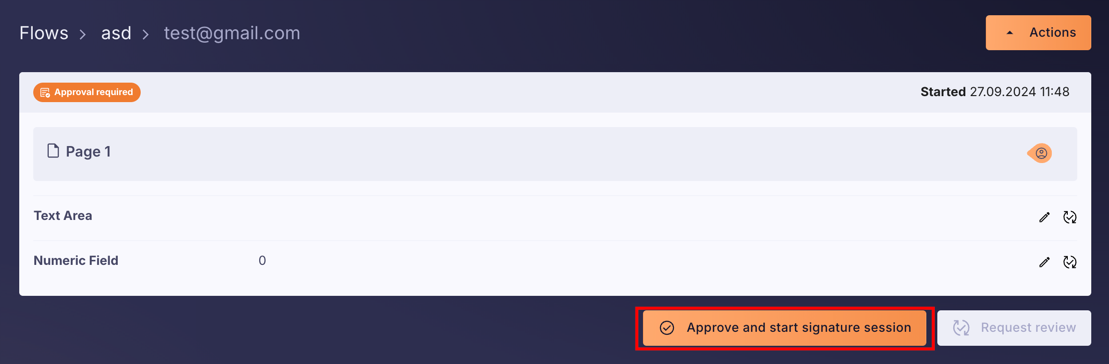 Flows > asd > test@gmail.com
Actions
Approval required
Started 27.09.2024 11:48
Page 1
Text Area
Numeric Field 0
Approve and start signature session
Request review